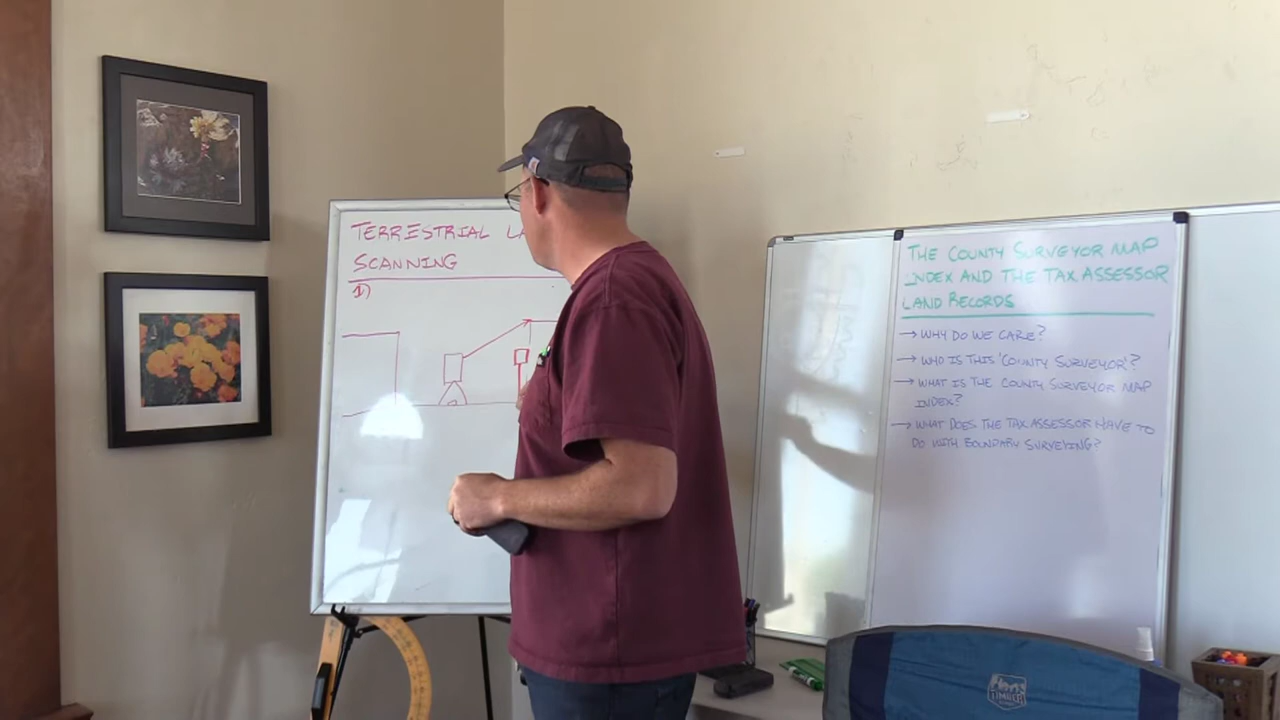 TERRESTRIAL
SCANNING
1)
THE COUNTY SURVEYOR MAP
INDEX AND THE TAX ASSESSOR
LAND RECORDS
→ WHY DO WE CARE?
→ WHO IS THIS "COUNTY SURVEYOR"?
→ WHAT IS THE COUNTY SURVEYOR MAP
INDEX?
→ WHAT DOES THE TAX ASSESSOR HAVE TO
DO WITH BOUNDARY SURVEYING?
TIMBER